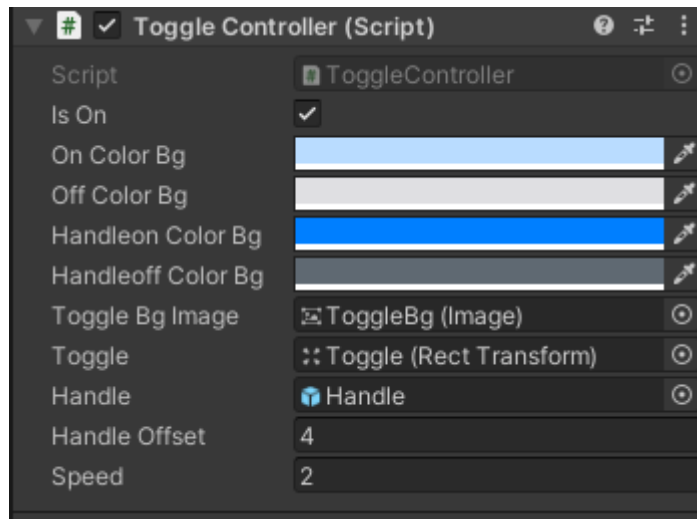 Toggle Controller (Script)
Script ToggleController
Is On
On Color Bg
Off Color Bg
Handleon Color Bg
Handleoff Color Bg
Toggle Bg Image ToggleBg (Image)
Toggle Toggle (Rect Transform)
Handle Handle
Handle Offset 4
Speed 2